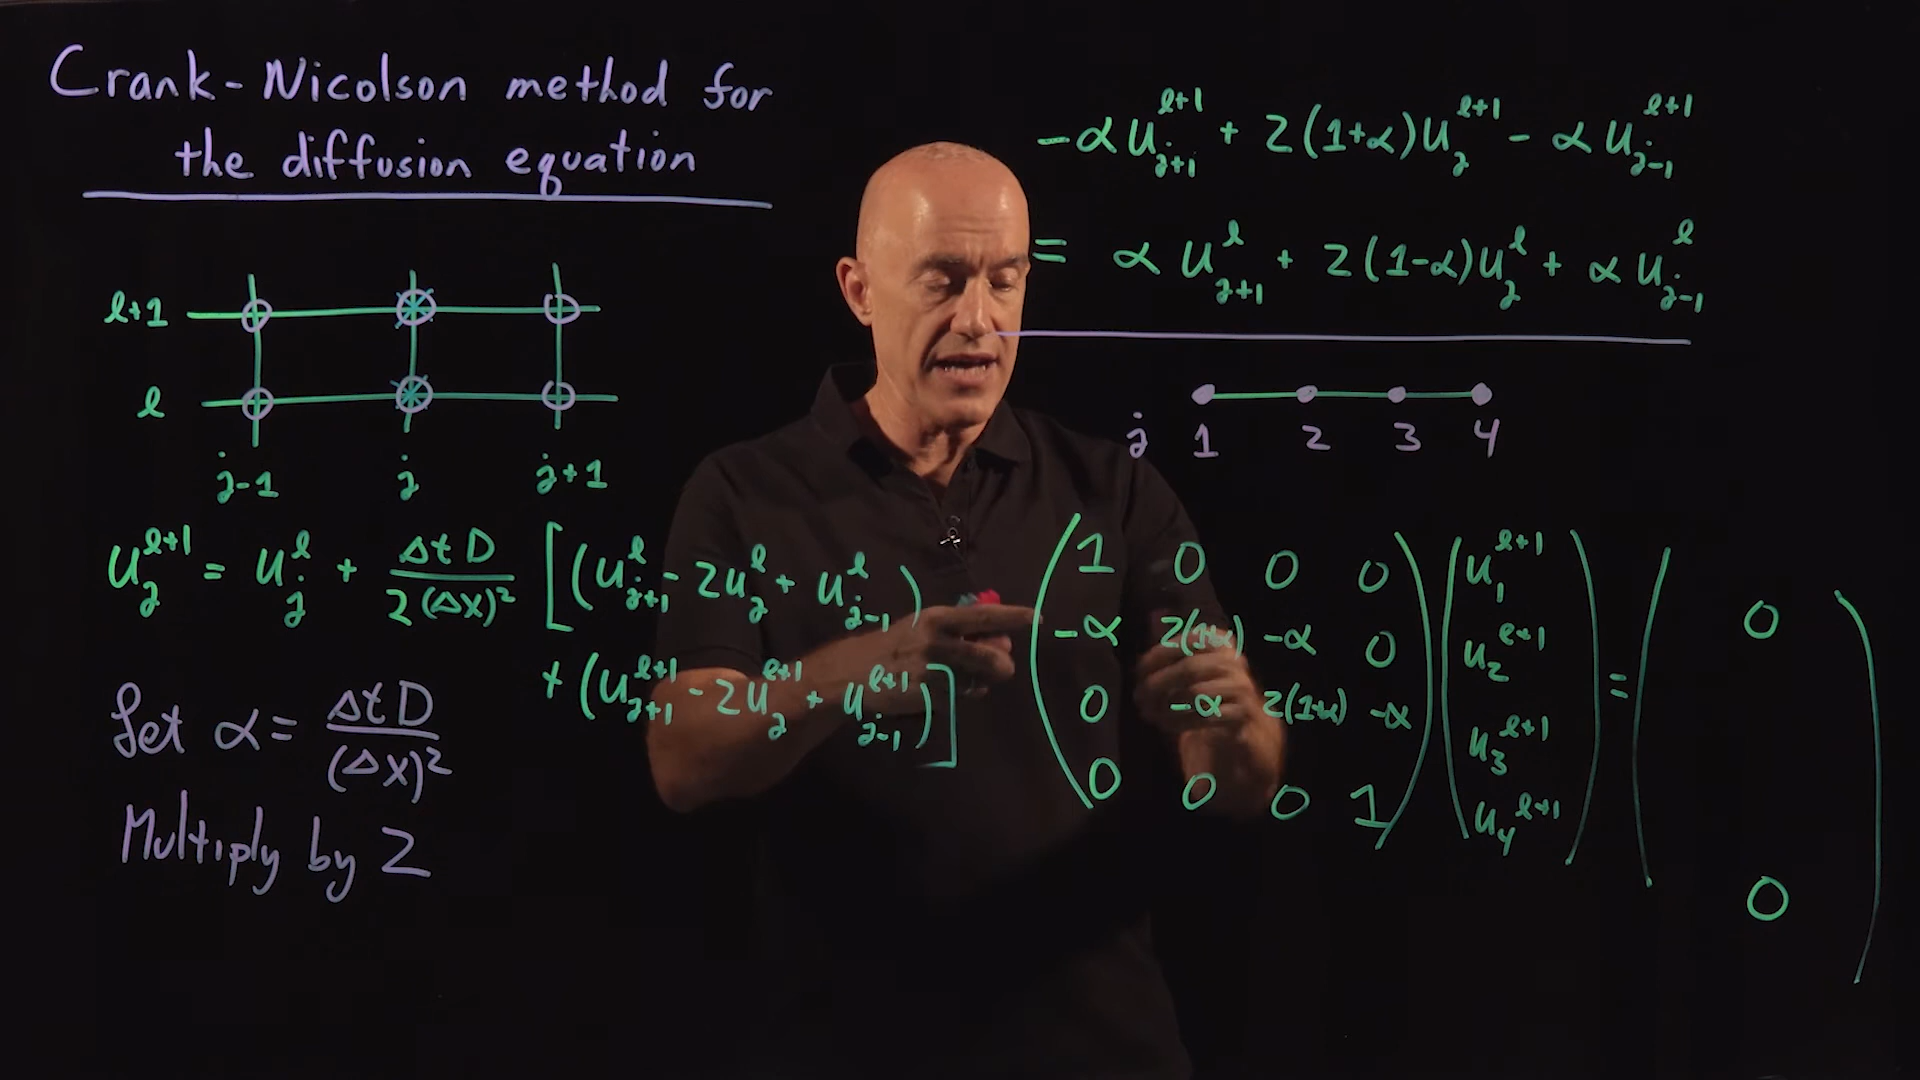 Crank-Nicolson method for
the diffusion equation
l+1
l
j-1 j j+1
u_j^{l+1} = u_j^l + \frac{Δt D}{2(Δx)^2} [(u_{j+1}^l - 2u_j^l + u_{j-1}^l)
+ (u_{j+1}^{l+1} - 2u_j^{l+1} + u_{j-1}^{l+1})]
Set α = \frac{Δt D}{(Δx)^2}
Multiply by 2
-αu_{j+1}^{l+1} + 2(1+α)u_j^{l+1} - αu_{j-1}^{l+1}
= αu_{j+1}^l + 2(1-α)u_j^l + αu_{j-1}^l
j 1 2 3 4
1 0 0 0 u_1^{l+1} 0
-α 2(1+α) -α 0 u_2^{l+1}
=
0 -α 2(1+α) -α u_3^{l+1}
0 0 0 1 u_4^{l+1} 0